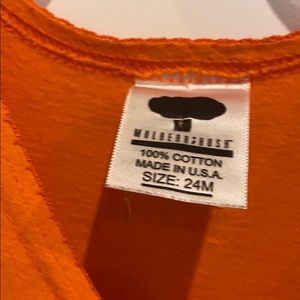 MULBERRIBUSH
100% COTTON
MADE IN U.S.A.
SIZE: 24M